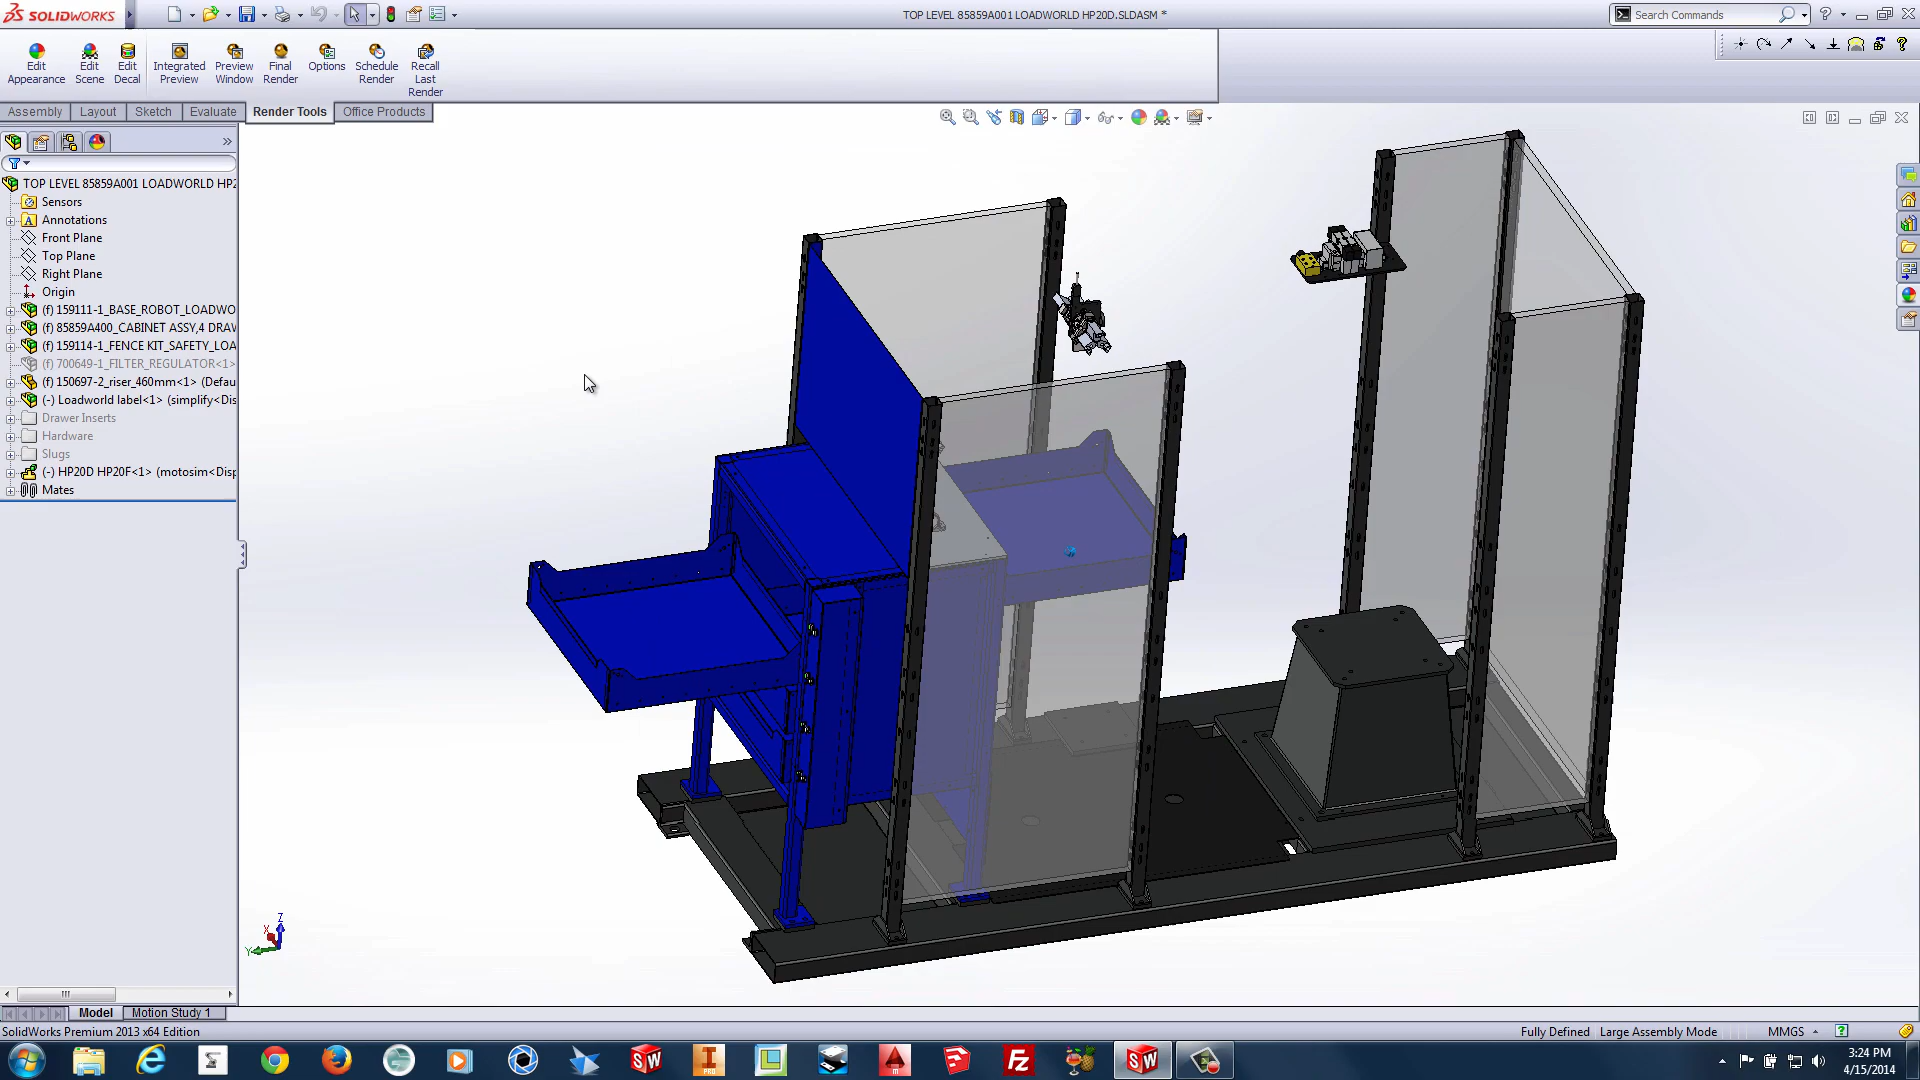 SOLIDWORKS
TOP LEVEL 85859A001 LOADWORLD HP20D.SLDASM *
Search Commands
Edit Appearance
Edit Scene
Edit Decal
Integrated Preview
Preview Window
Final Render
Options
Schedule Render
Recall Last Render
Assembly
Layout
Sketch
Evaluate
Render Tools
Office Products
TOP LEVEL 85859A001 LOADWORLD HP2
Sensors
Annotations
Front Plane
Top Plane
Right Plane
Origin
(f) 159111-1_BASE_ROBOT_LOADWO
(f) 85859A400_CABINET ASSY,4 DRAW
(f) 159114-1_FENCE KIT_SAFETY_LOA
(f) 700649-1_FILTER_REGULATOR<1>
(f) 150697-2_riser_460mm<1> (Defau
(-) Loadworld label<1> (simplify<Dis
Drawer Inserts
Hardware
Slugs
(-) HP20D HP20F<1> (motosim<Disp
Mates
Z
X
Y
Model
Motion Study 1
SolidWorks Premium 2013 x64 Edition
Fully Defined
Large Assembly Mode
MMGS
3:24 PM
4/15/2014